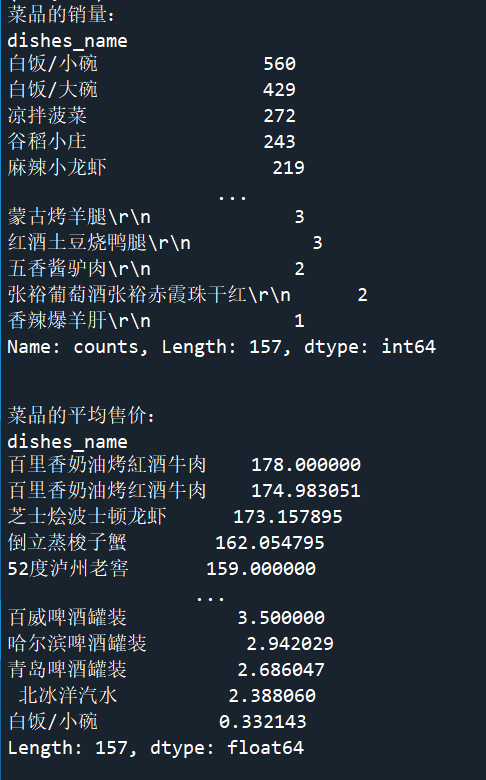 菜品的销量:
dishes_name
白饭/小碗 560
白饭/大碗 429
凉拌菠菜 272
谷稻小庄 243
麻辣小龙虾 219
...
蒙古烤羊腿\r\n 3
红酒土豆烧鸭腿\r\n 3
五香酱驴肉\r\n 2
张裕葡萄酒张裕赤霞珠干红\r\n 2
香辣爆羊肝\r\n 1
Name: counts, Length: 157, dtype: int64
菜品的平均售价:
dishes_name
百里香奶油烤紅酒牛肉 178.000000
百里香奶油烤红酒牛肉 174.983051
芝士烩波士顿龙虾 173.157895
倒立蒸梭子蟹 162.054795
52度泸州老窖 159.000000
...
百威啤酒罐装 3.500000
哈尔滨啤酒罐装 2.942029
青岛啤酒罐装 2.686047
北冰洋汽水 2.388060
白饭/小碗 0.332143
Length: 157, dtype: float64